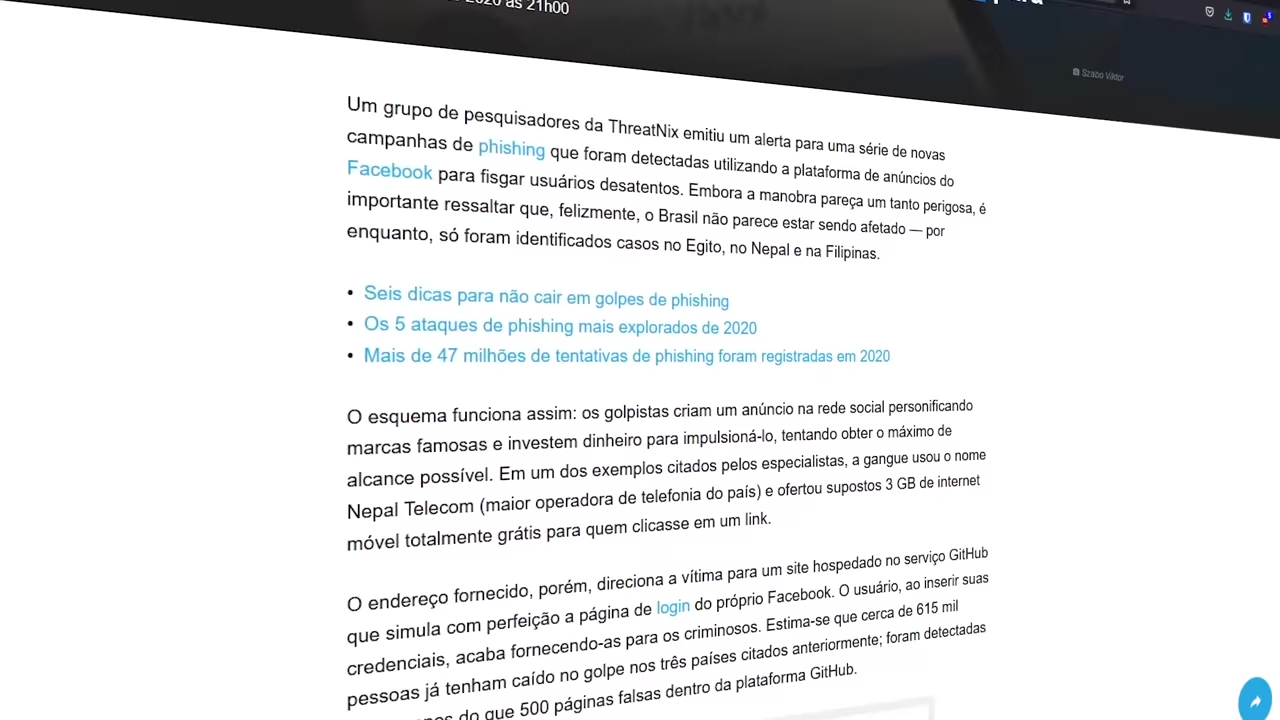 2020 às 21h00
Szabo Viktor
Um grupo de pesquisadores da ThreatNix emitiu um alerta para uma série de novas
campanhas de phishing que foram detectadas utilizando a plataforma de anúncios do
Facebook para fisgar usuários desatentos. Embora a manobra pareça um tanto perigosa, é
importante ressaltar que, felizmente, o Brasil não parece estar sendo afetado — por
enquanto, só foram identificados casos no Egito, no Nepal e na Filipinas.
• Seis dicas para não cair em golpes de phishing
• Os 5 ataques de phishing mais explorados de 2020
• Mais de 47 milhões de tentativas de phishing foram registradas em 2020
O esquema funciona assim: os golpistas criam um anúncio na rede social personificando
marcas famosas e investem dinheiro para impulsioná-lo, tentando obter o máximo de
alcance possível. Em um dos exemplos citados pelos especialistas, a gangue usou o nome
Nepal Telecom (maior operadora de telefonia do país) e ofertou supostos 3 GB de internet
móvel totalmente grátis para quem clicasse em um link.
O endereço fornecido, porém, direciona a vítima para um site hospedado no serviço GitHub
que simula com perfeição a página de login do próprio Facebook. O usuário, ao inserir suas
credenciais, acaba fornecendo-as para os criminosos. Estima-se que cerca de 615 mil
pessoas já tenham caído no golpe nos três países citados anteriormente; foram detectadas
do que 500 páginas falsas dentro da plataforma GitHub.